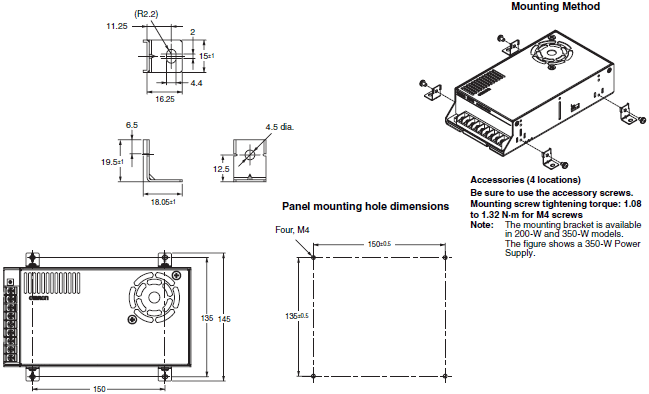 Mounting Method
(R2.2)
11.25
2
15±1
4.4
16.25
6.5
4.5 dia.
19.5±1
12.5
18.05±1
Accessories (4 locations)
Be sure to use the accessory screws.
Mounting screw tightening torque: 1.08
to 1.32 N·m for M4 screws
Note: The mounting bracket is available
in 200-W and 350-W models.
The figure shows a 350-W Power
Supply.
Panel mounting hole dimensions
Four, M4
150±0.5
135±0.5
OMRON
135 145
150